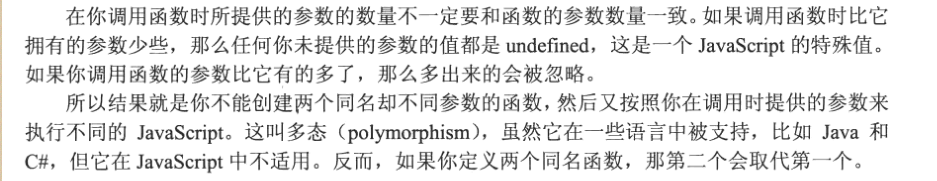 在你调用函数时所提供的参数的数量不一定要和函数的参数数量一致。如果调用函数时比它
拥有的参数少些，那么任何你未提供的参数的值都是 undefined，这是一个 JavaScript 的特殊值。
如果你调用函数的参数比它有的多了，那么多出来的会被忽略。
所以结果就是你不能创建两个同名却不同参数的函数，然后又按照你在调用时提供的参数来
执行不同的 JavaScript。这叫多态（polymorphism），虽然它在一些语言中被支持，比如 Java 和
C#，但它在 JavaScript 中不适用。反而，如果你定义两个同名函数，那第二个会取代第一个。